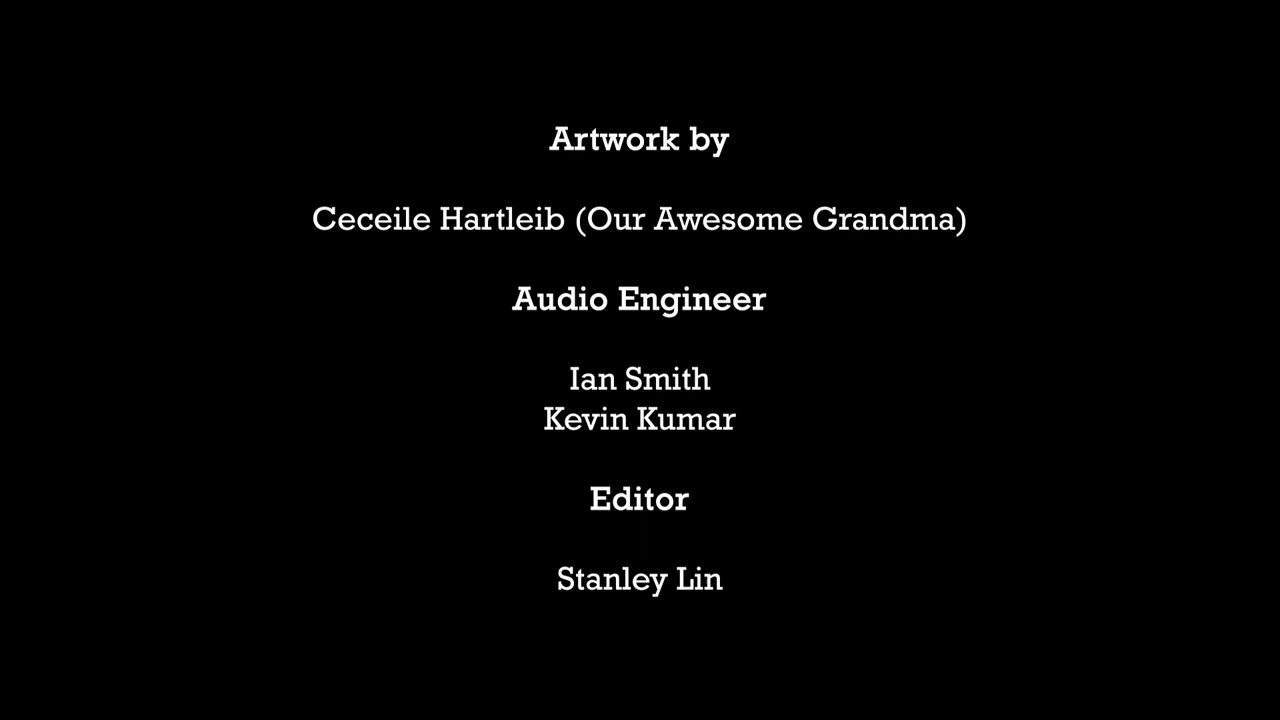 Artwork by
Ceceile Hartleib (Our Awesome Grandma)
Audio Engineer
Ian Smith
Kevin Kumar
Editor
Stanley Lin